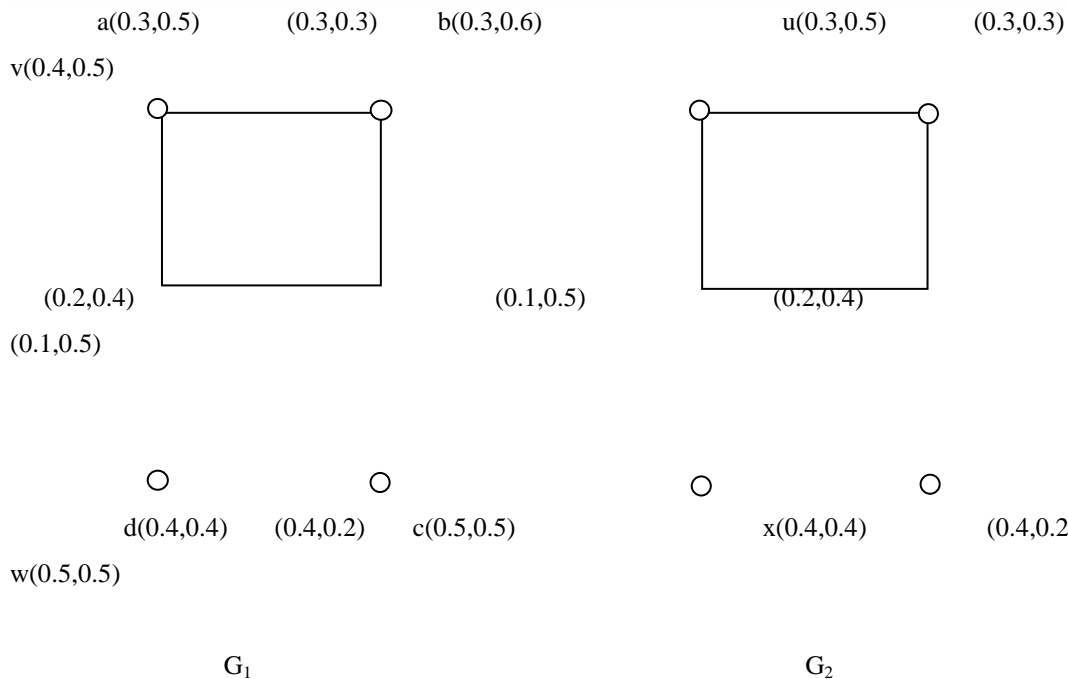 a(0.3,0.5) (0.3,0.3) b(0.3,0.6) u(0.3,0.5) (0.3,0.3)
v(0.4,0.5)
(0.2,0.4) (0.1,0.5) (0.2,0.4)
(0.1,0.5)
d(0.4,0.4) (0.4,0.2) c(0.5,0.5) x(0.4,0.4) (0.4,0.2
w(0.5,0.5)
G1 G2